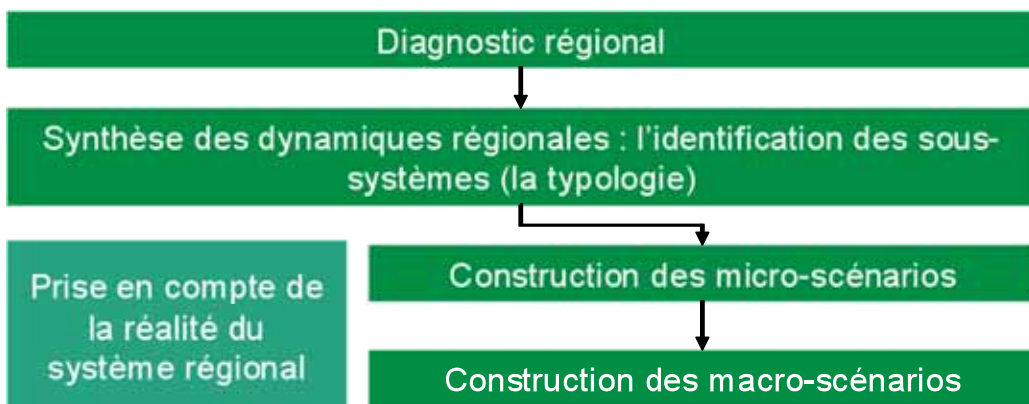 Diagnostic régional
Synthèse des dynamiques régionales : l'identification des sous-
systèmes (la typologie)
Prise en compte de
la réalité du
système régional
Construction des micro-scénarios
Construction des macro-scénarios